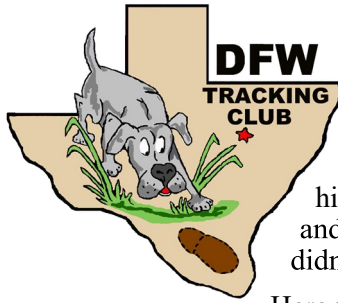 DFW
TRACKING
CLUB
hi
and
didn